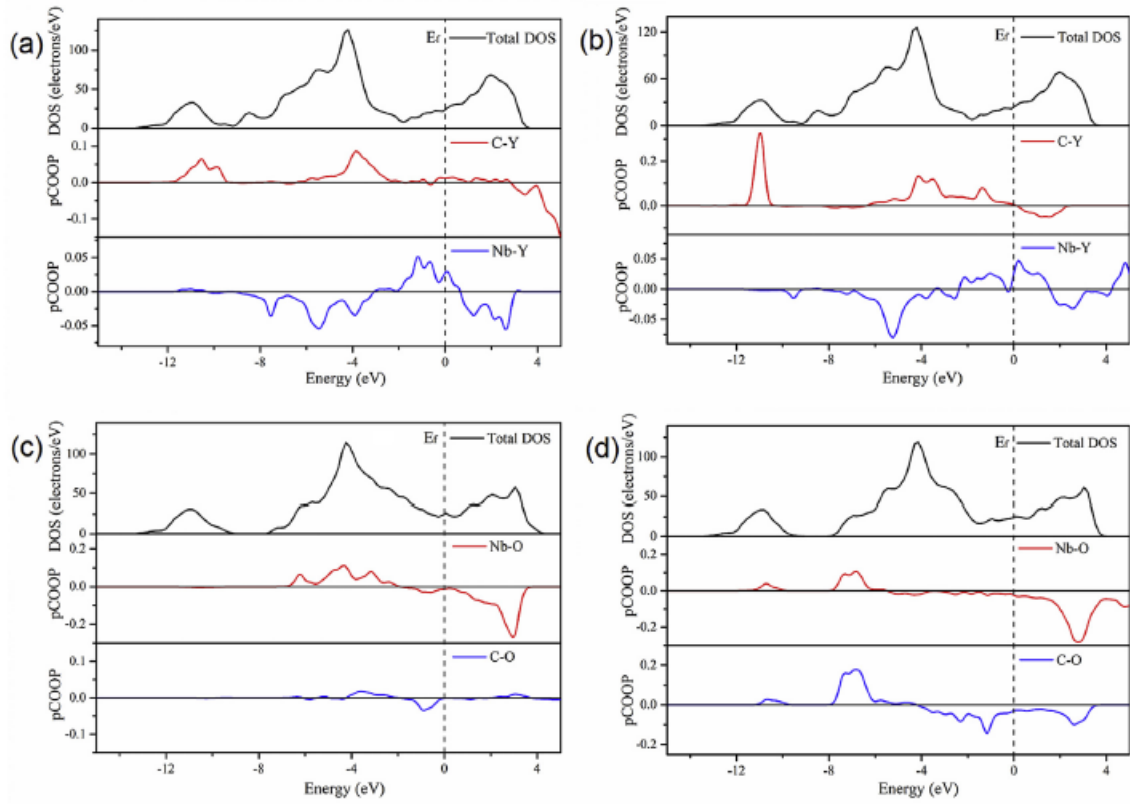 (a)
DOS (electrons/eV)
Ef
Total DOS
125
100
75
50
25
0
pCOOP
C-Y
0.1
0.0
-0.1
pCOOP
Nb-Y
0.05
0.00
-0.05
-12
-8
-4
0
4
Energy (eV)
(b)
DOS (electrons/eV)
Ef
Total DOS
120
60
0
pCOOP
C-Y
0.2
0.0
pCOOP
Nb-Y
0.05
0.00
-0.05
-12
-8
-4
0
4
Energy (eV)
(c)
DOS (electrons/eV)
Ef
Total DOS
100
50
0
pCOOP
Nb-O
0.2
0.0
-0.2
pCOOP
C-O
0.1
0.0
-0.1
-12
-8
-4
0
4
Energy (eV)
(d)
DOS (electrons/eV)
Ef
Total DOS
100
50
0
pCOOP
Nb-O
0.2
0.0
-0.2
pCOOP
C-O
0.2
0.0
-0.2
-12
-8
-4
0
4
Energy (eV)